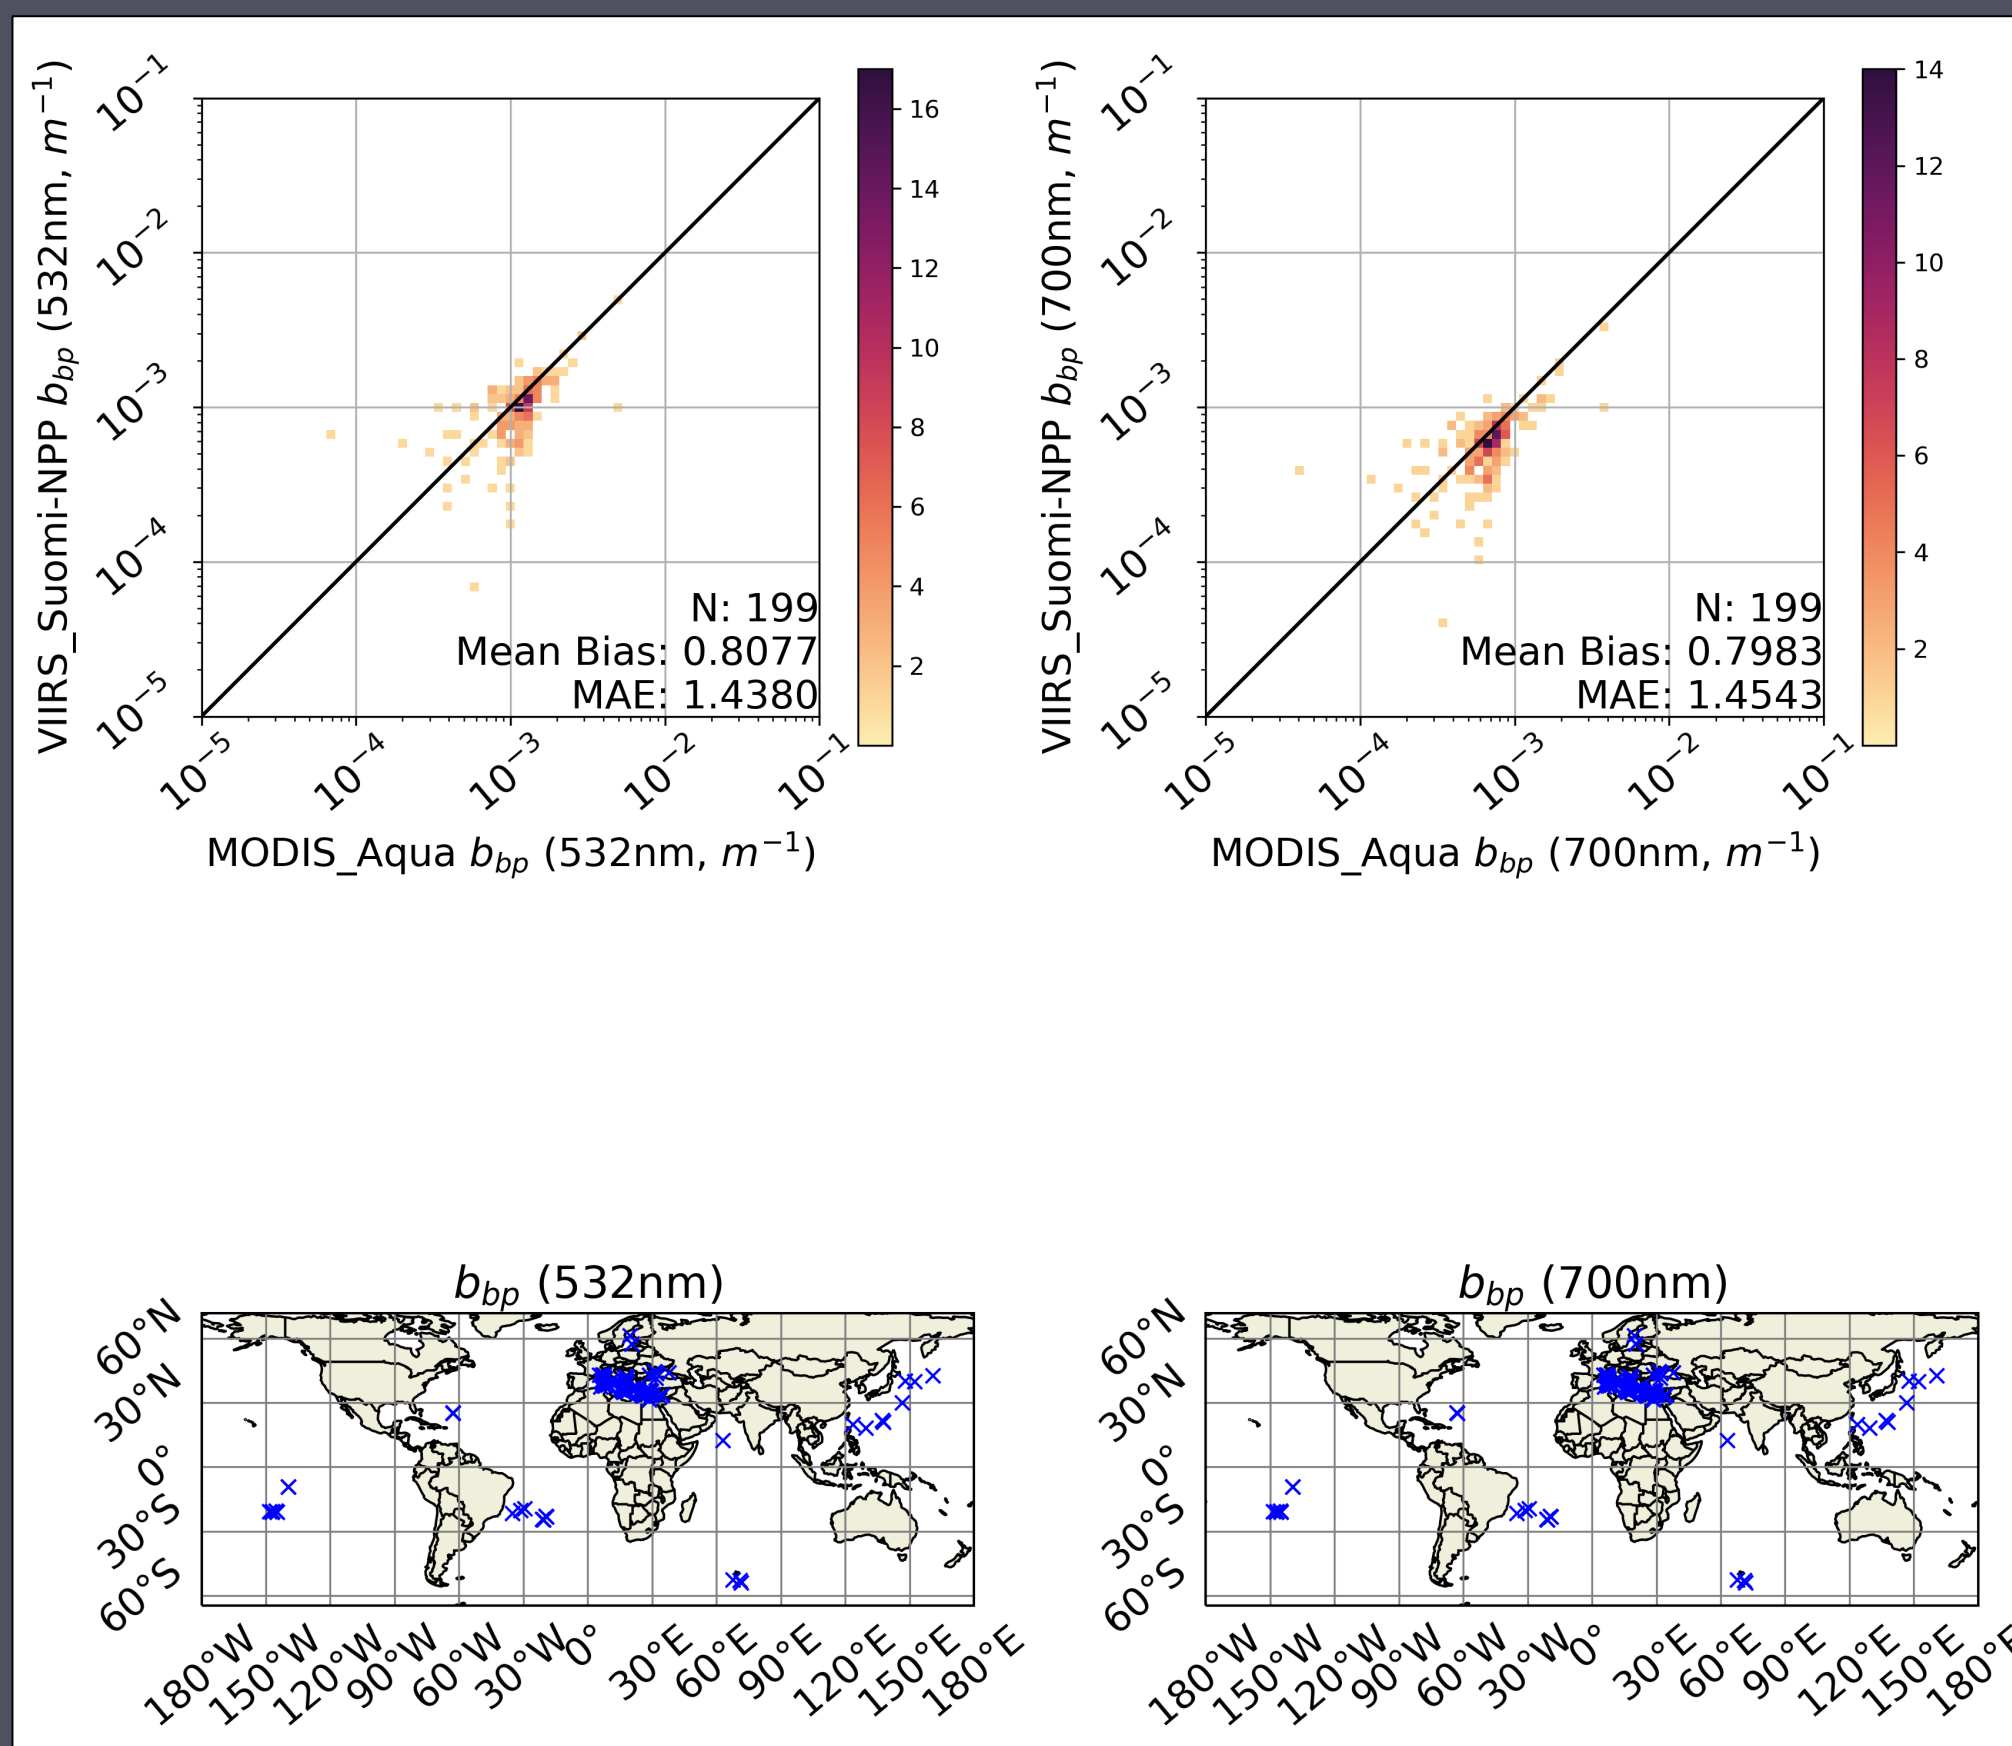 VIIRS_Suomi-NPP b_bp (532nm, m⁻¹)
10⁻¹
10⁻²
10⁻³
10⁻⁴
10⁻⁵
N: 199
Mean Bias: 0.8077
MAE: 1.4380
10⁻⁵ 10⁻⁴ 10⁻³ 10⁻² 10⁻¹
MODIS_Aqua b_bp (532nm, m⁻¹)
16
14
12
10
8
6
4
2
VIIRS_Suomi-NPP b_bp (700nm, m⁻¹)
10⁻¹
10⁻²
10⁻³
10⁻⁴
10⁻⁵
N: 199
Mean Bias: 0.7983
MAE: 1.4543
10⁻⁵ 10⁻⁴ 10⁻³ 10⁻² 10⁻¹
MODIS_Aqua b_bp (700nm, m⁻¹)
14
12
10
8
6
4
2
b_bp (532nm)
60°N
30°N
0°
30°S
60°S
180°W 150°W 120°W 90°W 60°W 30°W 0° 30°E 60°E 90°E 120°E 150°E 180°E
b_bp (700nm)
60°N
30°N
0°
30°S
60°S
180°W 150°W 120°W 90°W 60°W 30°W 0° 30°E 60°E 90°E 120°E 150°E 180°